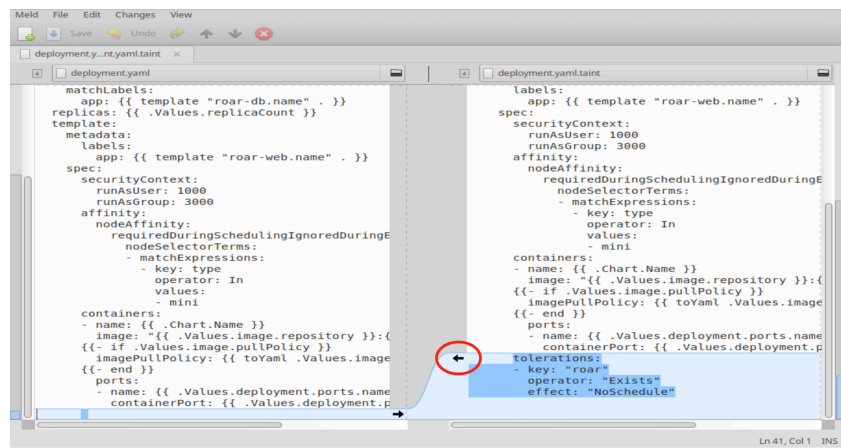 Meld File Edit Changes View
Save Undo
deployment.y...nt.yaml.taint ×
deployment.yaml
matchLabels:
app: {{ template "roar-db.name" . }}
replicas: {{ .Values.replicaCount }}
template:
metadata:
labels:
app: {{ template "roar-web.name" . }}
spec:
securityContext:
runAsUser: 1000
runAsGroup: 3000
affinity:
nodeAffinity:
requiredDuringSchedulingIgnoredDuringE
nodeSelectorTerms:
- matchExpressions:
- key: type
operator: In
values:
- mini
containers:
- name: {{ .Chart.Name }}
image: "{{ .Values.image.repository }}:{
{{- if .Values.image.pullPolicy }}
imagePullPolicy: {{ toYaml .Values.image
{{- end }}
ports:
- name: {{ .Values.deployment.ports.name
containerPort: {{ .Values.deployment.p
deployment.yaml.taint
labels:
app: {{ template "roar-web.name" . }}
spec:
securityContext:
runAsUser: 1000
runAsGroup: 3000
affinity:
nodeAffinity:
requiredDuringSchedulingIgnoredDuringE
nodeSelectorTerms:
- matchExpressions:
- key: type
operator: In
values:
- mini
containers:
- name: {{ .Chart.Name }}
image: "{{ .Values.image.repository }}:{
{{- if .Values.image.pullPolicy }}
imagePullPolicy: {{ toYaml .Values.image
{{- end }}
ports:
- name: {{ .Values.deployment.ports.name
containerPort: {{ .Values.deployment.p
tolerations:
- key: "roar"
operator: "Exists"
effect: "NoSchedule"
Ln 41, Col 1 INS